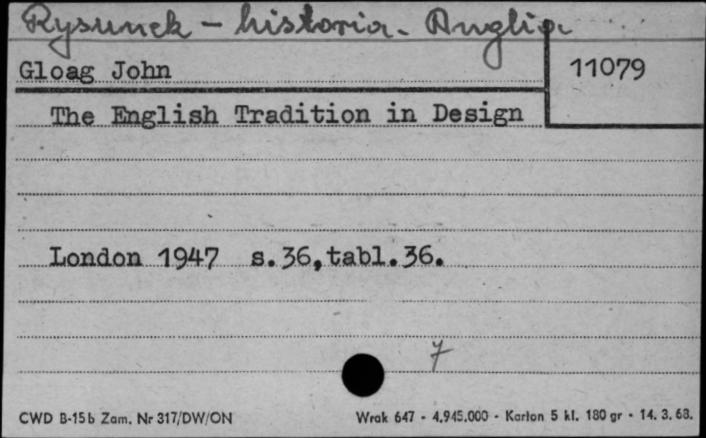 Rysunek - historia - Anglia
Gloag John
11079
The English Tradition in Design
London 1947 s.36,tabl.36.
7
CWD B-15b Zam. Nr 317/DW/ON Wrak 647 - 4.945.000 - Karton 5 kl. 180 gr - 14. 3. 68.